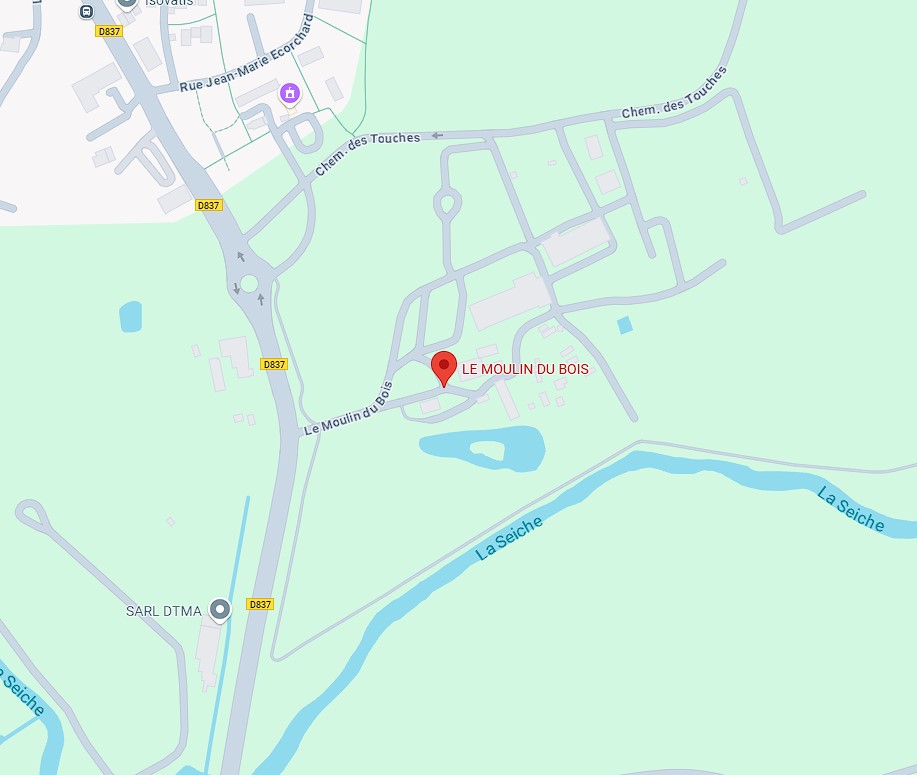 Isovatis
D837
Rue Jean-Marie Ecorchard
Chem. des Touches
Chem. des Touches
D837
D837
LE MOULIN DU BOIS
Le Moulin du Bois
La Seiche
La Seiche
SARL DTMA
D837
La Seiche